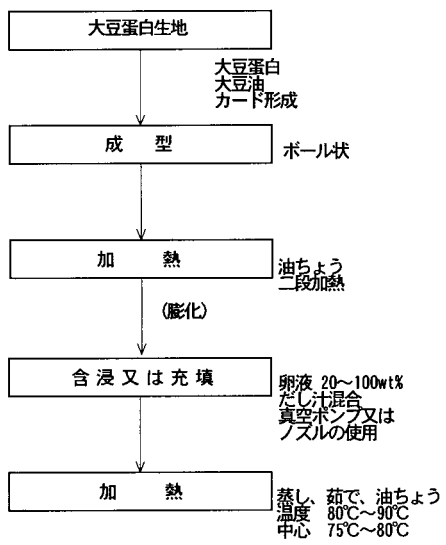 大豆蛋白生地
大豆蛋白
大豆油
カード形成
成 型
ボール状
加 熱
油ちょう
二段加熱
(膨化)
含浸又は充填
卵液 20〜100wt%
だし汁混合
真空ポンプ又は
ノズルの使用
加 熱
蒸し、茹で、油ちょう
温度 80℃〜90℃
中心 75℃〜80℃